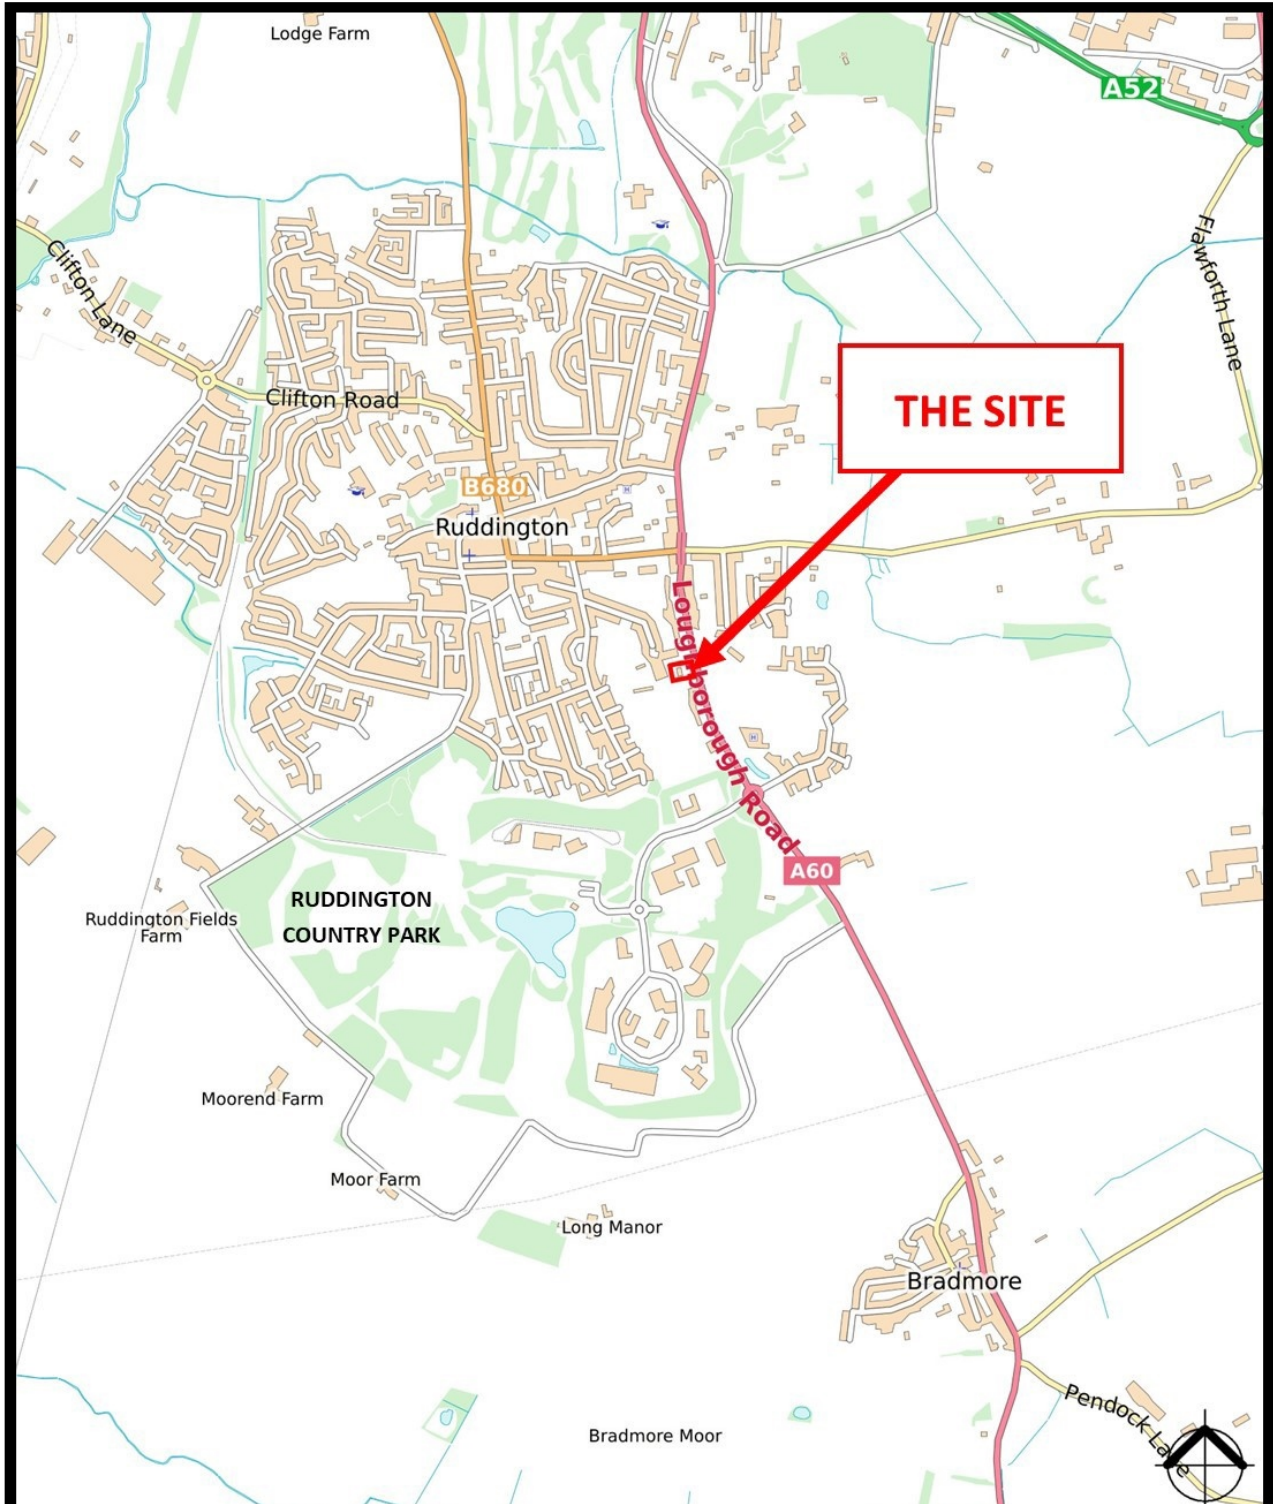 Lodge Farm
A52
Clifton Lane
Flawforth Lane
Clifton Road
THE SITE
B680
Ruddington
H
Loughborough Road
H
A60
RUDDINGTON
COUNTRY PARK
Ruddington Fields
Farm
Moorend Farm
Moor Farm
Long Manor
Bradmore
Pendock Lane
Bradmore Moor